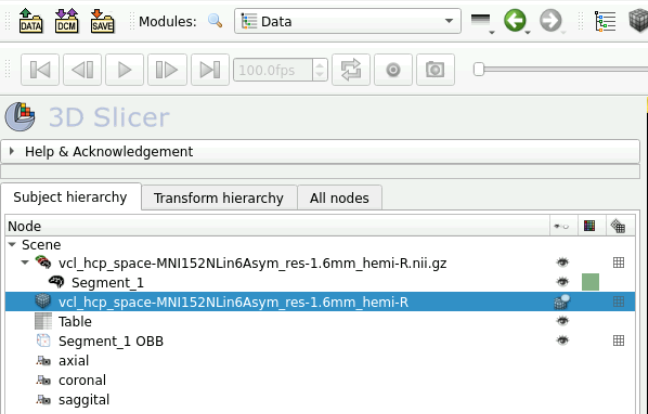 DATA DCM SAVE Modules: Data
100.0fps
3D Slicer
Help & Acknowledgement
Subject hierarchy Transform hierarchy All nodes
Node
Scene
vcl_hcp_space-MNI152NLin6Asym_res-1.6mm_hemi-R.nii.gz
Segment_1
vcl_hcp_space-MNI152NLin6Asym_res-1.6mm_hemi-R
Table
Segment_1 OBB
axial
coronal
saggital